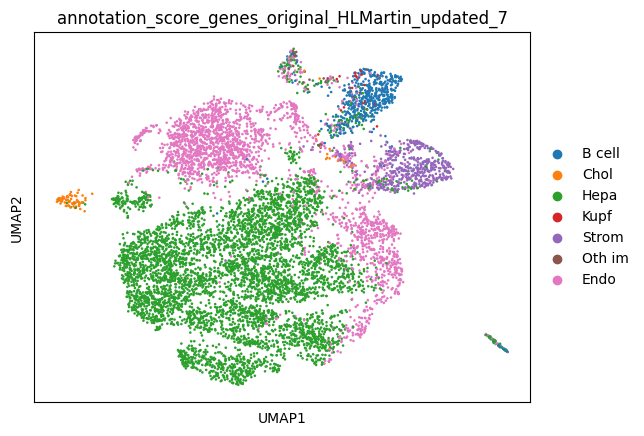 annotation_score_genes_original_HLMartin_updated_7
UMAP2
UMAP1
B cell
Chol
Hepa
Kupf
Strom
Oth im
Endo